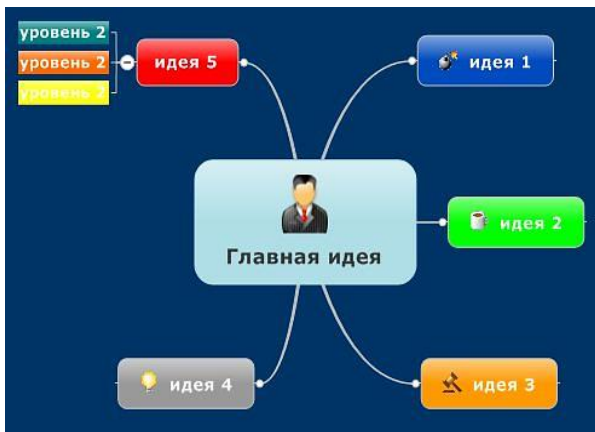 уровень 2
уровень 2
уровень 2
идея 5
идея 1
идея 2
Главная идея
идея 4
идея 3